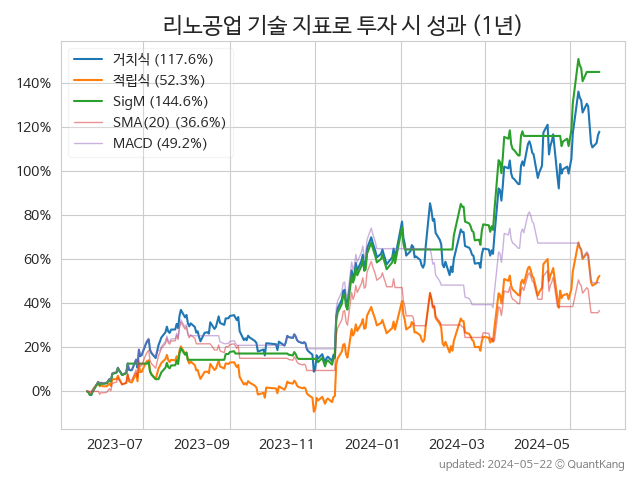 리노공업 기술 지표로 투자 시 성과 (1년)
거치식 (117.6%)
적립식 (52.3%)
SigM (144.6%)
SMA(20) (36.6%)
MACD (49.2%)
140%
120%
100%
80%
60%
40%
20%
0%
2023-07 2023-09 2023-11 2024-01 2024-03 2024-05
updated: 2024-05-22 © QuantKang